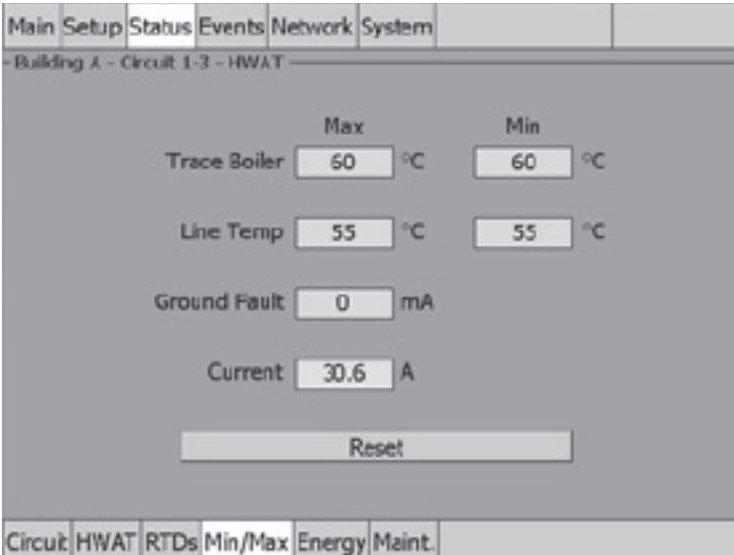 Main Setup Status Events Network System
Building A - Circuit 1-3 - HWAT
Max Min
Trace Boiler 60 °C 60 °C
Line Temp 55 °C 55 °C
Ground Fault 0 mA
Current 30.6 A
Reset
Circuit HWAT RTDs Min/Max Energy Maint.